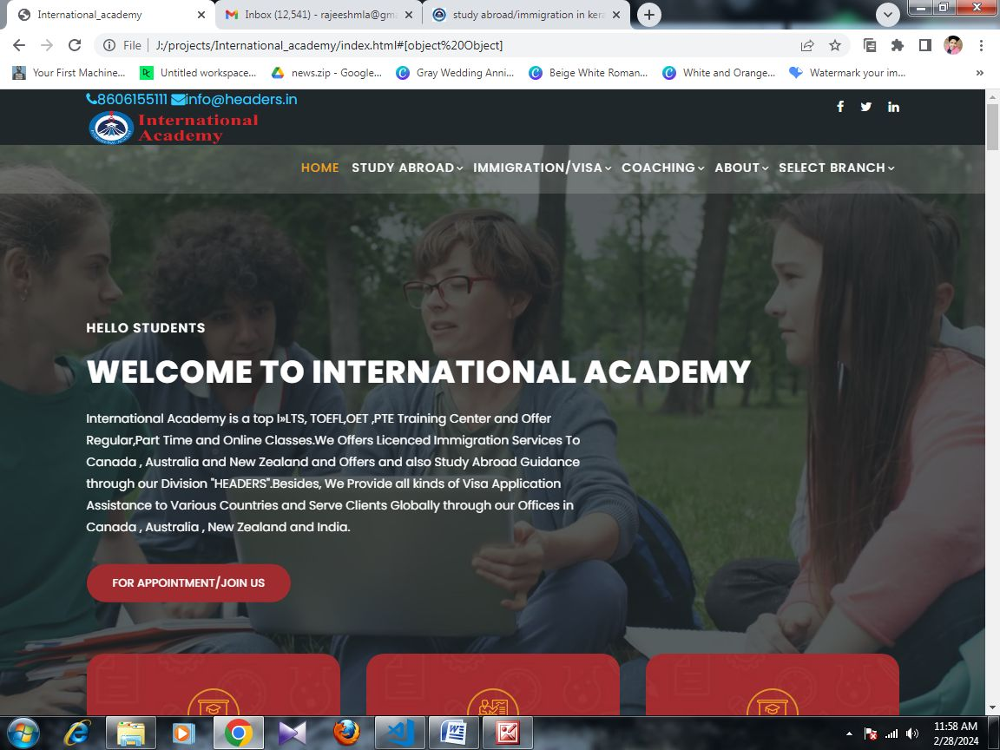 International_academy
Inbox (12,541) - rajeeshmla@gma
study abroad/immigration in kera
File
J:/projects/International_academy/index.html#[object%20Object]
Your First Machine...
Untitled workspace...
news.zip - Google...
Gray Wedding Anni...
Beige White Roman...
White and Orange...
Watermark your im...
8606155111 info@headers.in
International
Academy
HOME STUDY ABROAD IMMIGRATION/VISA COACHING ABOUT SELECT BRANCH
HELLO STUDENTS
WELCOME TO INTERNATIONAL ACADEMY
International Academy is a top I»LTS, TOEFL,OET ,PTE Training Center and Offer
Regular,Part Time and Online Classes.We Offers Licenced Immigration Services To
Canada , Australia and New Zealand and Offers and also Study Abroad Guidance
through our Division "HEADERS".Besides, We Provide all kinds of Visa Application
Assistance to Various Countries and Serve Clients Globally through our Offices in
Canada , Australia , New Zealand and India.
FOR APPOINTMENT/JOIN US
11:58 AM
2/28/2024